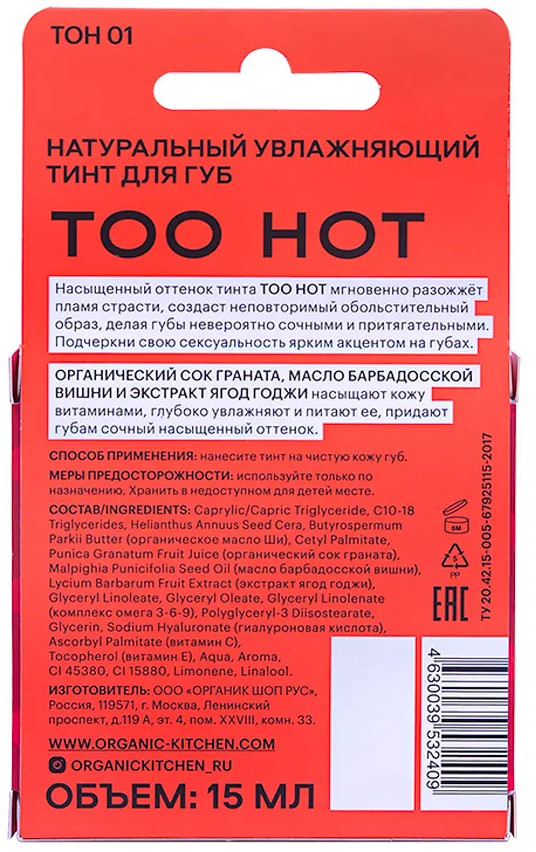 ТОН 01
НАТУРАЛЬНЫЙ УВЛАЖНЯЮЩИЙ
ТИНТ ДЛЯ ГУБ
TOO HOT
Насыщенный оттенок тинта TOO HOT мгновенно разожжёт
пламя страсти, создаст неповторимый обольстительный
образ, делая губы невероятно сочными и притягательными.
Подчеркни свою сексуальность ярким акцентом на губах.
ОРГАНИЧЕСКИЙ СОК ГРАНАТА, МАСЛО БАРБАДОССКОЙ
ВИШНИ И ЭКСТРАКТ ЯГОД ГОДЖИ насыщают кожу
витаминами, глубоко увлажняют и питают ее, придают
губам сочный насыщенный оттенок.
СПОСОБ ПРИМЕНЕНИЯ: нанесите тинт на чистую кожу губ.
МЕРЫ ПРЕДОСТОРОЖНОСТИ: используйте только по
назначению. Хранить в недоступном для детей месте.
СОСТАВ/INGREDIENTS: Caprylic/Capric Triglyceride, C10-18
Triglycerides, Helianthus Annuus Seed Cera, Butyrospermum
Parkii Butter (органическое масло Ши), Cetyl Palmitate,
Punica Granatum Fruit Juice (органический сок граната),
Malpighia Punicifolia Seed Oil (масло барбадосской вишни),
Lycium Barbarum Fruit Extract (экстракт ягод годжи),
Glyceryl Linoleate, Glyceryl Oleate, Glyceryl Linolenate
(комплекс омега 3-6-9), Polyglyceryl-3 Diisostearate,
Glycerin, Sodium Hyaluronate (гиалуроновая кислота),
Ascorbyl Palmitate (витамин С),
Tocopherol (витамин Е), Aqua, Aroma,
CI 45380, CI 15880, Limonene, Linalool.
ИЗГОТОВИТЕЛЬ: ООО «ОРГАНИК ШОП РУС»,
Россия, 119571, г. Москва, Ленинский
проспект, д.119 А, эт. 4, пом. XXVIII, комн. 33.
WWW.ORGANIC-KITCHEN.COM
ORGANICKITCHEN_RU
ОБЪЕМ: 15 МЛ
6M
5
PP
EAC
ТУ 20.42.15-005-67925115-2017
4 630039 532409